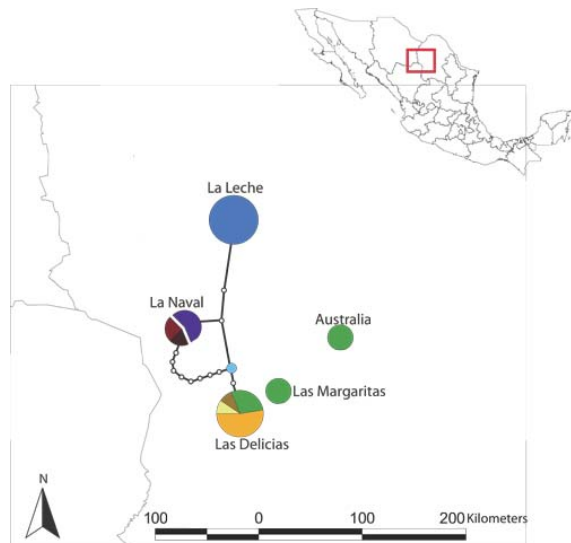 La Leche
La Naval
Australia
Las Margaritas
Las Delicias
N
100 0 100 200 Kilometers